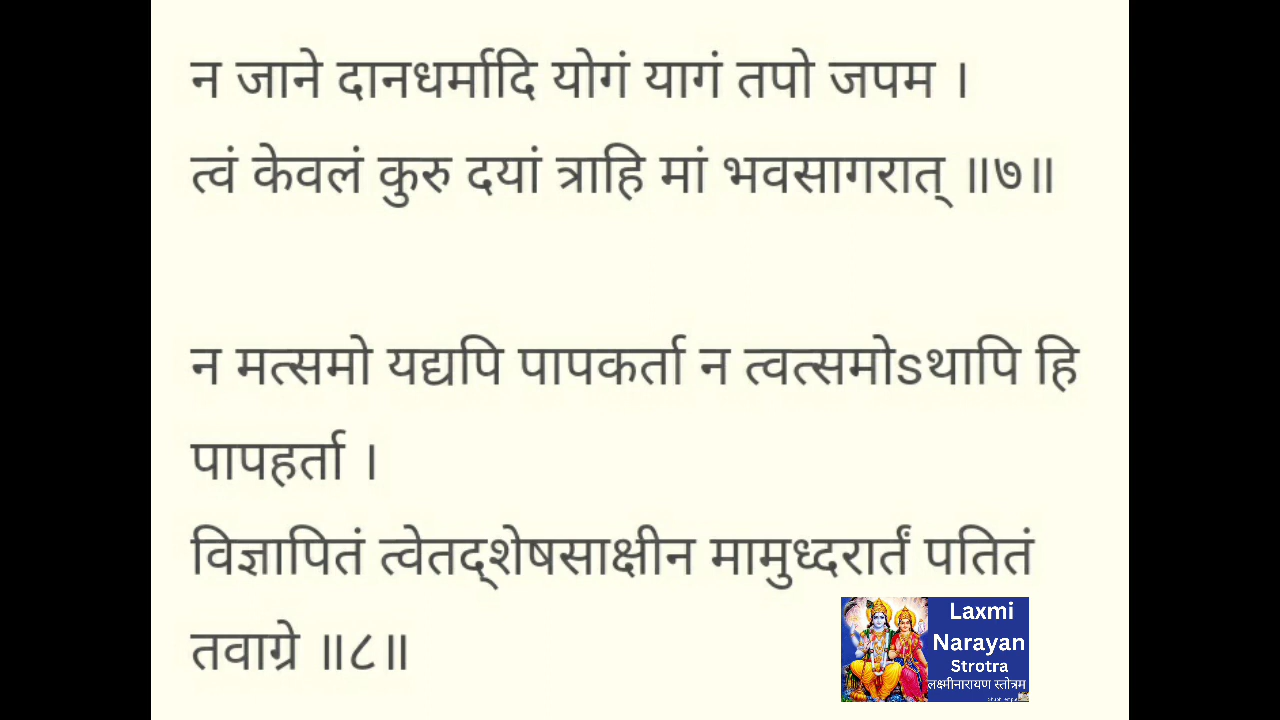 न जाने दानधर्मादि योगं यागं तपो जपम ।
त्वं केवलं कुरु दयां त्राहि मां भवसागरात् ॥७॥
न मत्समो यद्यपि पापकर्ता न त्वत्समोsथापि हि
पापहर्ता ।
विज्ञापितं त्वेतद्शेषसाक्षीन मामुध्दरार्तं पतितं
तवाग्रे ॥८॥
Laxmi
Narayan
Strotra
लक्ष्मीनारायण स्तोत्रम